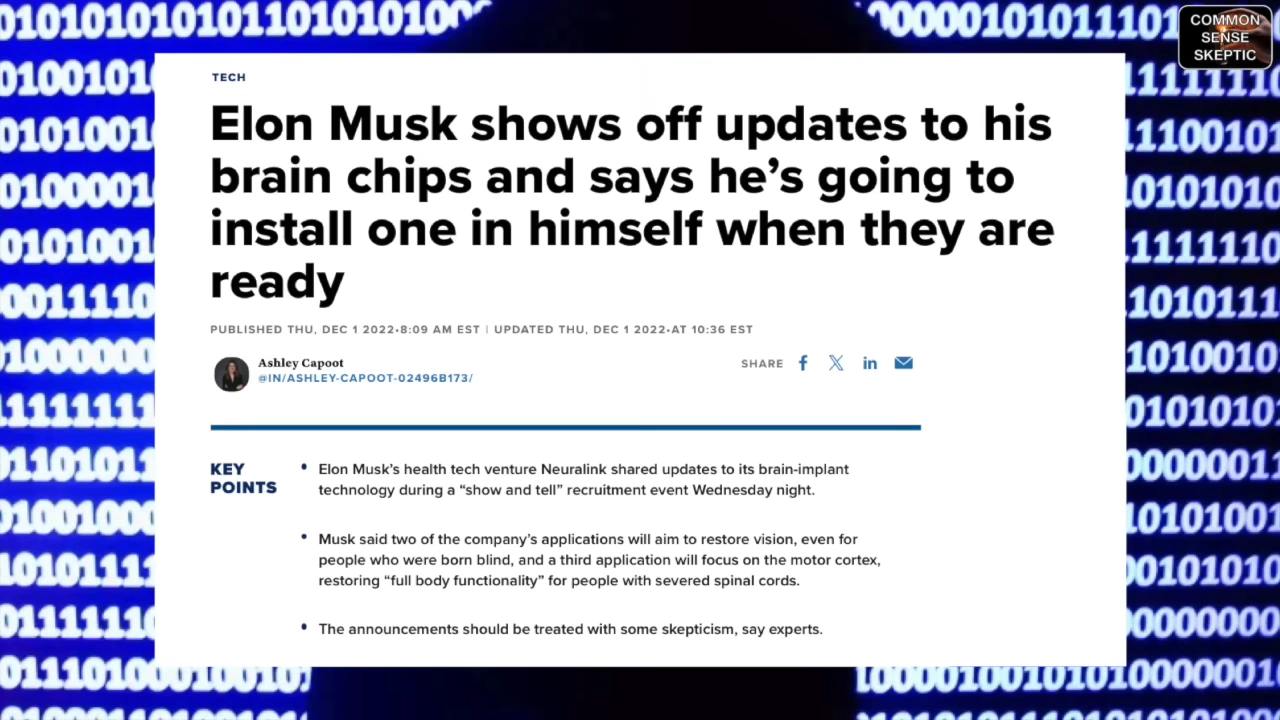 COMMON
SENSE
SKEPTIC
TECH
Elon Musk shows off updates to his
brain chips and says he’s going to
install one in himself when they are
ready
PUBLISHED THU, DEC 1 2022•8:09 AM EST | UPDATED THU, DEC 1 2022•AT 10:36 EST
Ashley Capoot
@IN/ASHLEY-CAPOOT-02496B173/
SHARE
KEY
POINTS
• Elon Musk’s health tech venture Neuralink shared updates to its brain-implant
technology during a “show and tell” recruitment event Wednesday night.
• Musk said two of the company’s applications will aim to restore vision, even for
people who were born blind, and a third application will focus on the motor cortex,
restoring “full body functionality” for people with severed spinal cords.
• The announcements should be treated with some skepticism, say experts.